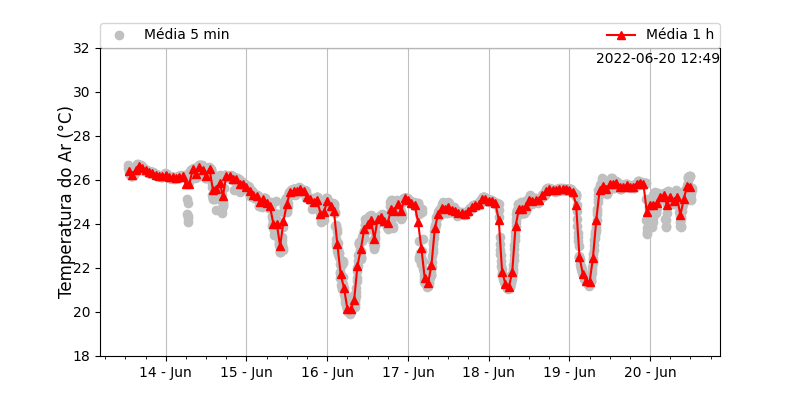 Média 5 min
Média 1 h
2022-06-20 12:49
Temperatura do Ar (°C)
32
30
28
26
24
22
20
18
14 - Jun
15 - Jun
16 - Jun
17 - Jun
18 - Jun
19 - Jun
20 - Jun